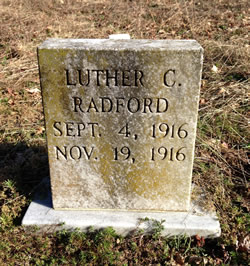 LUTHER C.
RADFORD
SEPT. 4, 1916
NOV. 19, 1916